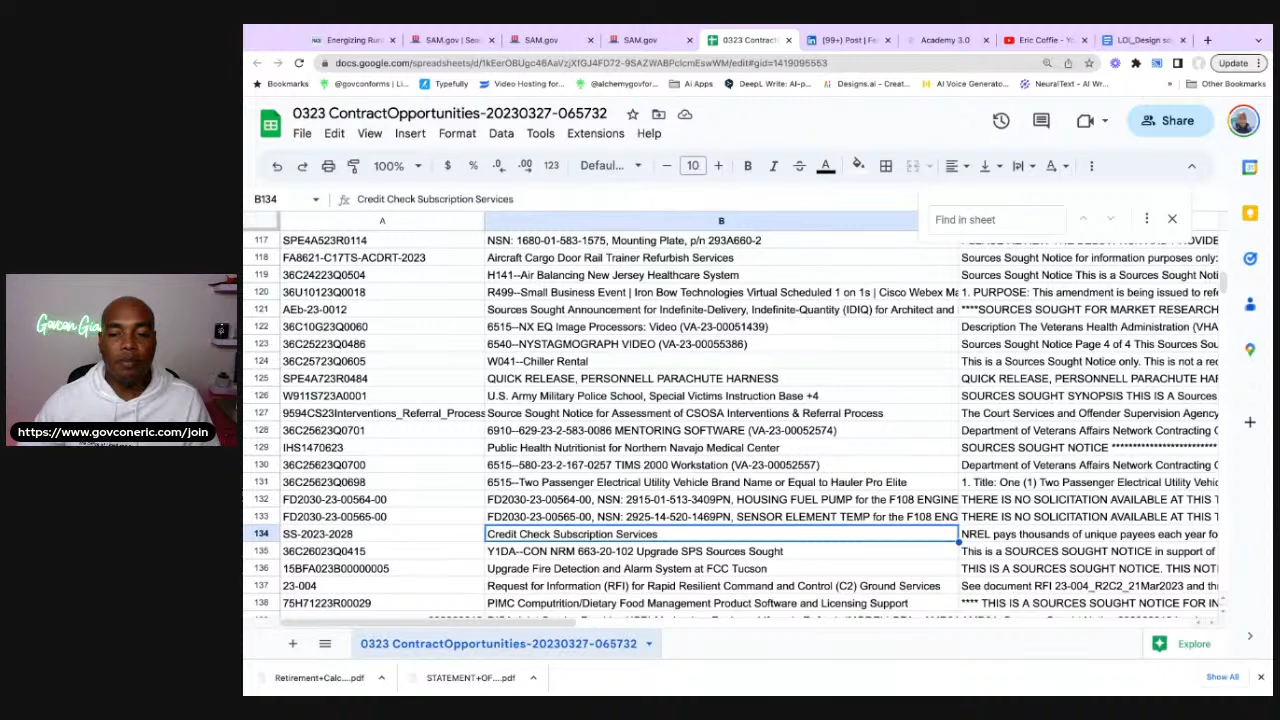 Energizing Rur
SAM.gov | Sea
SAM.gov
SAM.gov
0323 Contract
(99+) Post | Fe
Academy 3.0
Eric Coffie - Yo
LOI_Design so
docs.google.com/spreadsheets/d/1kEerOBUgc46AaVzjXfGJ4FD72-9SAZWABPclcmEswWM/edit#gid=1419095553
Update
Bookmarks
@govconforms | Li...
Typefully
Video Hosting for...
@alchemygovfor...
Ai Apps
DeepL Write: AI-p...
Designs.ai - Creat...
AI Voice Generato...
NeuralText - AI Wr...
»
Other Bookmarks
0323 ContractOpportunities-20230327-065732
File Edit View Insert Format Data Tools Extensions Help
Share
100% $ % .0 .00 123 Defaul... 10 B I A
B134 fx Credit Check Subscription Services
Find in sheet
A B
117 SPE4A523R0114 NSN: 1680-01-583-1575, Mounting Plate, p/n 293A660-2
118 FA8621-C17TS-ACDRT-2023 Aircraft Cargo Door Rail Trainer Refurbish Services Sources Sought Notice for information purposes only:
119 36C24223Q0504 H141--Air Balancing New Jersey Healthcare System Sources Sought Notice This is a Sources Sought Noti
120 36U10123Q0018 R499--Small Business Event | Iron Bow Technologies Virtual Scheduled 1 on 1s | Cisco Webex Ma 1. PURPOSE: This amendment is being issued to refe
121 AEb-23-0012 Sources Sought Announcement for Indefinite-Delivery, Indefinite-Quantity (IDIQ) for Architect and ****SOURCES SOUGHT FOR MARKET RESEARCH
122 36C10G23Q0060 6515--NX EQ Image Processors: Video (VA-23-00051439) Description The Veterans Health Administration (VHA
123 36C25223Q0486 6540--NYSTAGMOGRAPH VIDEO (VA-23-00055386) Sources Sought Notice Page 4 of 4 This Sources Sou
124 36C25723Q0605 W041--Chiller Rental This is a Sources Sought Notice only. This is not a rec
125 SPE4A723R0484 QUICK RELEASE, PERSONNELL PARACHUTE HARNESS QUICK RELEASE, PERSONNELL PARACHUTE HAF
126 W911S723A0001 U.S. Army Military Police School, Special Victims Instruction Base +4 SOURCES SOUGHT SYNOPSIS THIS IS A Sources
127 9594CS23Interventions_Referral_Process Source Sought Notice for Assessment of CSOSA Interventions & Referral Process The Court Services and Offender Supervision Agency
128 36C25623Q0701 6910--629-23-2-583-0086 MENTORING SOFTWARE (VA-23-00052574) Department of Veterans Affairs Network Contracting C
129 IHS1470623 Public Health Nutritionist for Northern Navajo Medical Center SOURCES SOUGHT NOTICE **************************
130 36C25623Q0700 6515--580-23-2-167-0257 TIMS 2000 Workstation (VA-23-00052557) Department of Veterans Affairs Network Contracting C
131 36C25623Q0698 6515--Two Passenger Electrical Utility Vehicle Brand Name or Equal to Hauler Pro Elite 1. Title: One (1) Two Passenger Electrical Utility Vehic
132 FD2030-23-00564-00 FD2030-23-00564-00, NSN: 2915-01-513-3409PN, HOUSING FUEL PUMP for the F108 ENGINE THERE IS NO SOLICITATION AVAILABLE AT THIS T
133 FD2030-23-00565-00 FD2030-23-00565-00, NSN: 2925-14-520-1469PN, SENSOR ELEMENT TEMP for the F108 ENG THERE IS NO SOLICITATION AVAILABLE AT THIS T
134 SS-2023-2028 Credit Check Subscription Services NREL pays thousands of unique payees each year fo
135 36C26023Q0415 Y1DA--CON NRM 663-20-102 Upgrade SPS Sources Sought This is a SOURCES SOUGHT NOTICE in support of
136 15BFA023B00000005 Upgrade Fire Detection and Alarm System at FCC Tucson THIS IS A SOURCES SOUGHT NOTICE. THIS NOTI
137 23-004 Request for Information (RFI) for Rapid Resilient Command and Control (C2) Ground Services See document RFI 23-004_R2C2_21Mar2023 and thr
138 75H71223R00029 PIMC Computrition/Dietary Food Management Product Software and Licensing Support **** THIS IS A SOURCES SOUGHT NOTICE FOR IN
0323 ContractOpportunities-20230327-065732
Explore
Retirement+Calc....pdf
STATEMENT+OF....pdf
Show All
Govcon Gia
https://www.govconeric.com/join